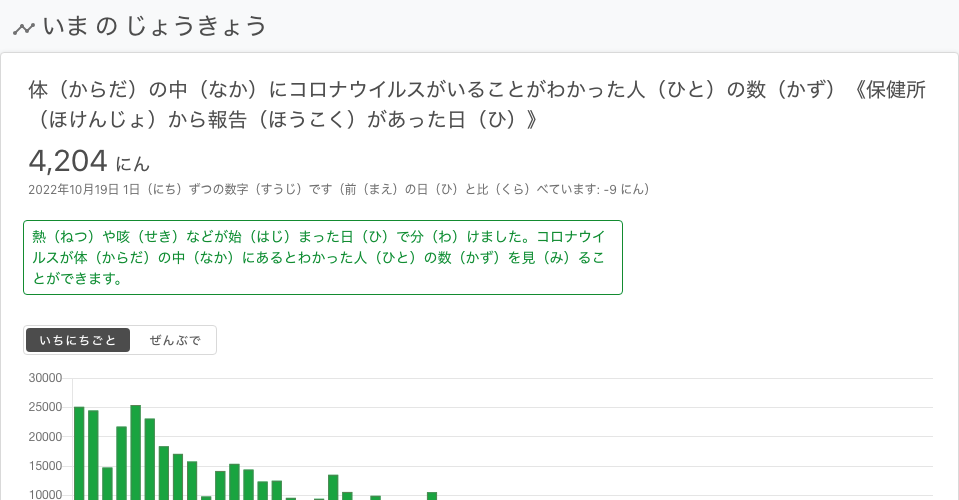 いま の じょうきょう
体（からだ）の中（なか）にコロナウイルスがいることがわかった人（ひと）の数（かず）《保健所
（ほけんじょ）から報告（ほうこく）があった日（ひ）》
4,204 にん
2022年10月19日 1日（にち）ずつの数字（すうじ）です（前（まえ）の日（ひ）と比（くら）べています: -9 にん）
熱（ねつ）や咳（せき）などが始（はじ）まった日（ひ）で分（わ）けました。コロナウイ
ルスが体（からだ）の中（なか）にあるとわかった人（ひと）の数（かず）を見（み）るこ
とができます。
いちにちごと ぜんぶで
30000
25000
20000
15000
10000